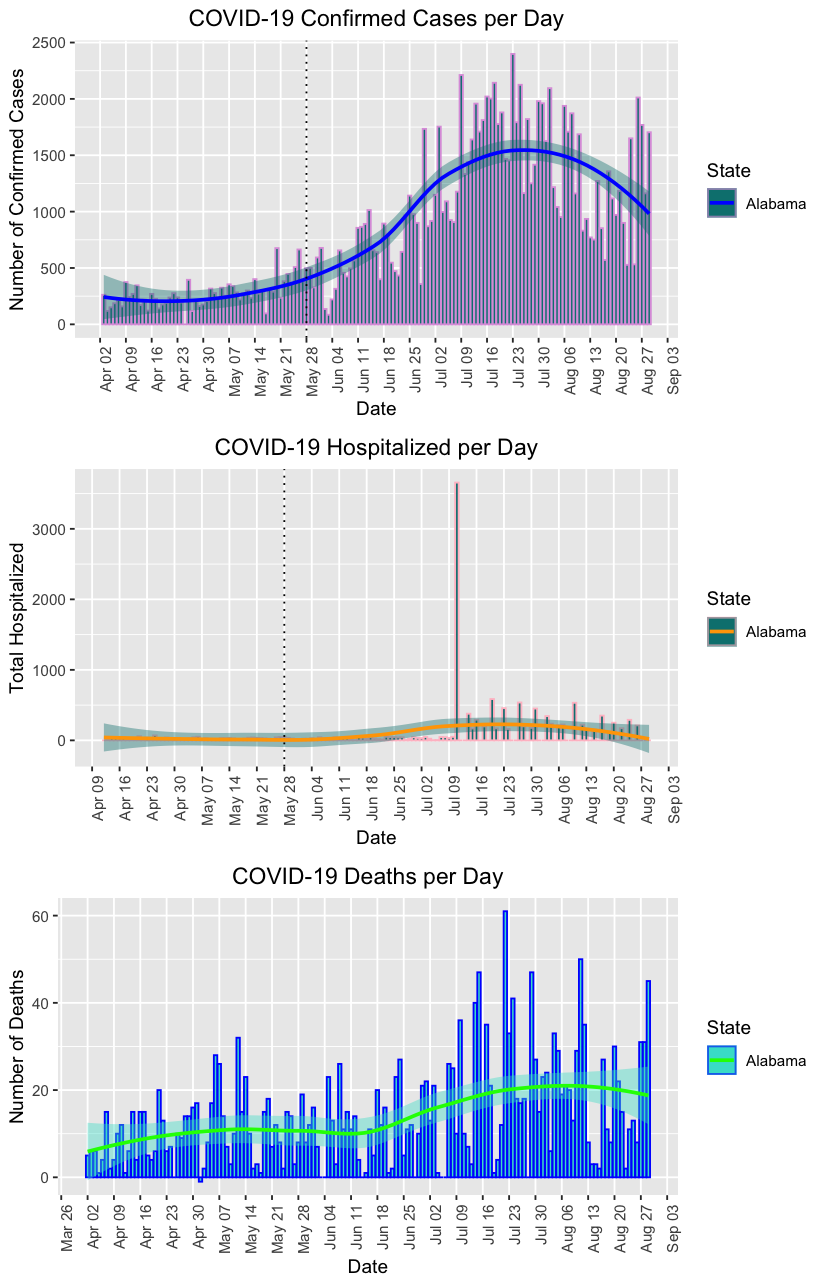 COVID-19 Confirmed Cases per Day
Number of Confirmed Cases
2500
2000
1500
1000
500
0
Apr 02
Apr 09
Apr 16
Apr 23
Apr 30
May 07
May 14
May 21
May 28
Jun 04
Jun 11
Jun 18
Jun 25
Jul 02
Jul 09
Jul 16
Jul 23
Jul 30
Aug 06
Aug 13
Aug 20
Aug 27
Sep 03
Date
State
Alabama
COVID-19 Hospitalized per Day
Total Hospitalized
3000
2000
1000
0
Apr 09
Apr 16
Apr 23
Apr 30
May 07
May 14
May 21
May 28
Jun 04
Jun 11
Jun 18
Jun 25
Jul 02
Jul 09
Jul 16
Jul 23
Jul 30
Aug 06
Aug 13
Aug 20
Aug 27
Sep 03
Date
State
Alabama
COVID-19 Deaths per Day
Number of Deaths
60
40
20
0
Mar 26
Apr 02
Apr 09
Apr 16
Apr 23
Apr 30
May 07
May 14
May 21
May 28
Jun 04
Jun 11
Jun 18
Jun 25
Jul 02
Jul 09
Jul 16
Jul 23
Jul 30
Aug 06
Aug 13
Aug 20
Aug 27
Sep 03
Date
State
Alabama